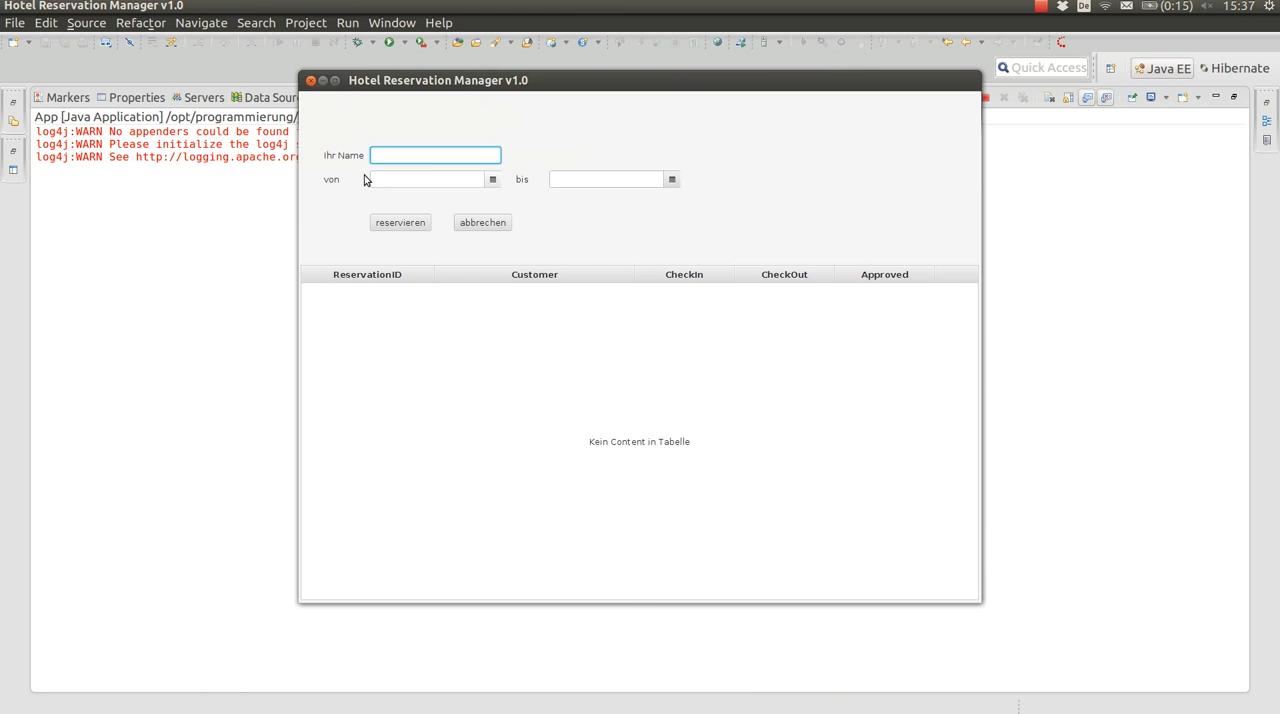 Hotel Reservation Manager v1.0
De (0:15) 15:37
File Edit Source Refactor Navigate Search Project Run Window Help
Quick Access Java EE Hibernate
Hotel Reservation Manager v1.0
Markers Properties Servers Data Sour
App [Java Application] /opt/programmierung/
log4j:WARN No appenders could be found
log4j:WARN Please initialize the log4j
log4j:WARN See http://logging.apache.org
Ihr Name
von bis
reservieren abbrechen
ReservationID Customer CheckIn CheckOut Approved
Kein Content in Tabelle